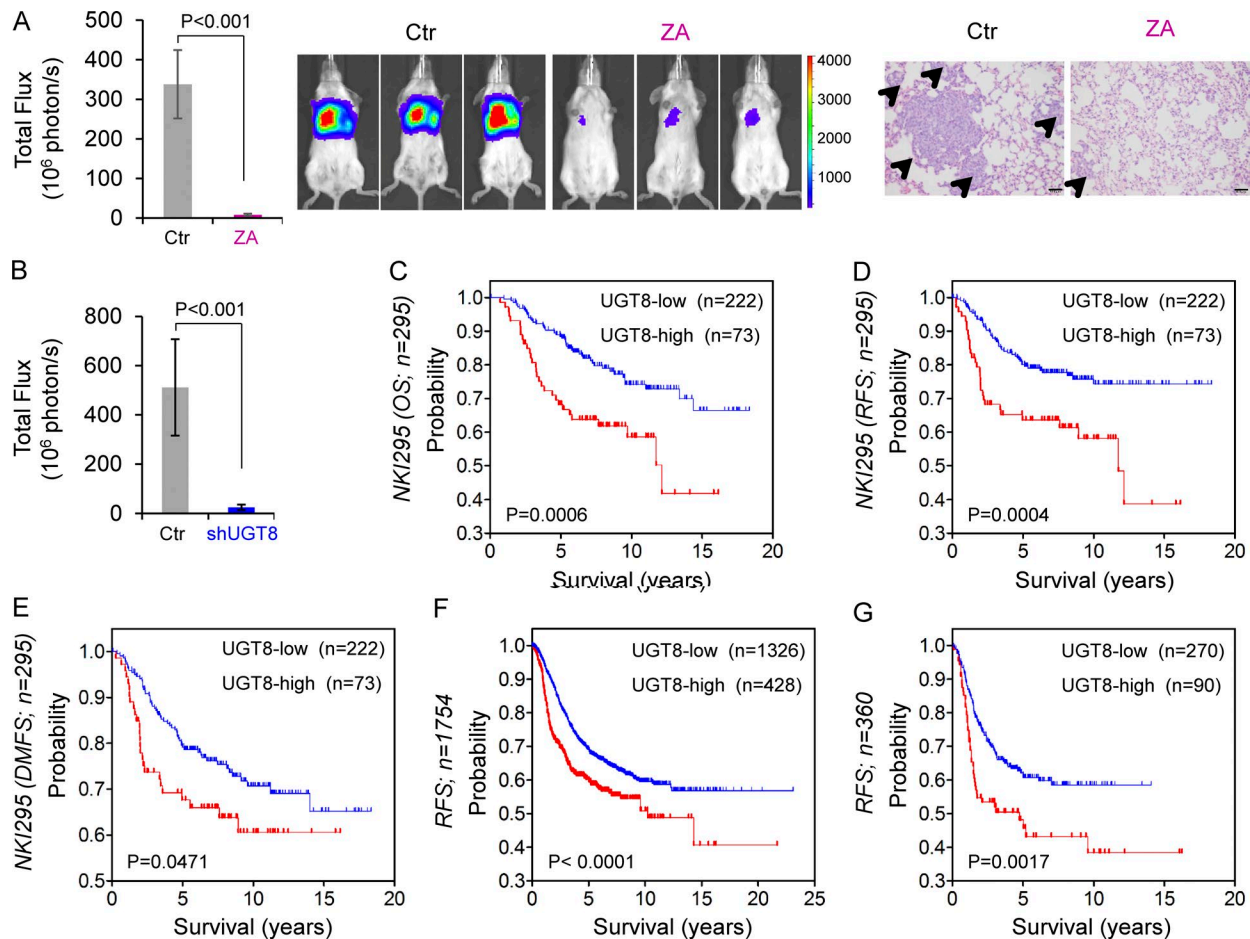 A
Total Flux
(10⁶ photon/s)
500
400
300
200
100
0
P<0.001
Ctr
ZA
Ctr
ZA
4000
3000
2000
1000
Ctr
ZA
B
Total Flux
(10⁶ photon/s)
800
600
400
200
0
P<0.001
Ctr
shUGT8
C
NKI295 (OS; n=295)
Probability
1.0
0.9
0.8
0.7
0.6
0.5
0.4
0.3
UGT8-low (n=222)
UGT8-high (n=73)
P=0.0006
0 5 10 15 20
Survival (years)
D
NKI295 (RFS; n=295)
Probability
1.0
0.9
0.8
0.7
0.6
0.5
0.4
0.3
UGT8-low (n=222)
UGT8-high (n=73)
P=0.0004
0 5 10 15 20
Survival (years)
E
NKI295 (DMFS; n=295)
Probability
1.0
0.9
0.8
0.7
0.6
0.5
UGT8-low (n=222)
UGT8-high (n=73)
P=0.0471
0 5 10 15 20
Survival (years)
F
RFS; n=1754
Probability
1.0
0.9
0.8
0.7
0.6
0.5
0.4
0.3
UGT8-low (n=1326)
UGT8-high (n=428)
P< 0.0001
0 5 10 15 20 25
Survival (years)
G
RFS; n=360
Probability
1.0
0.9
0.8
0.7
0.6
0.5
0.4
0.3
UGT8-low (n=270)
UGT8-high (n=90)
P=0.0017
0 5 10 15 20
Survival (years)